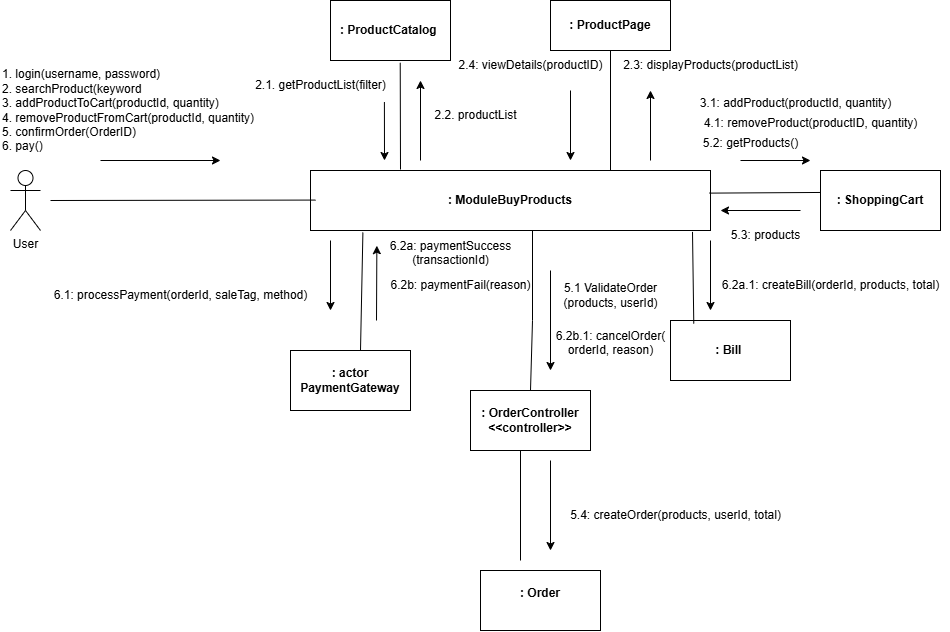 : ProductCatalog
: ProductPage
1. login(username, password)
2. searchProduct(keyword
3. addProductToCart(productId, quantity)
4. removeProductFromCart(productId, quantity)
5. confirmOrder(OrderID)
6. pay()
2.1. getProductList(filter)
2.2. productList
2.4: viewDetails(productID)
2.3: displayProducts(productList)
3.1: addProduct(productId, quantity)
4.1: removeProduct(productID, quantity)
5.2: getProducts()
User
: ModuleBuyProducts
: ShoppingCart
5.3: products
6.1: processPayment(orderId, saleTag, method)
6.2a: paymentSuccess
(transactionId)
6.2b: paymentFail(reason)
5.1 ValidateOrder
(products, userId)
6.2b.1: cancelOrder(
orderId, reason)
6.2a.1: createBill(orderId, products, total)
: Bill
: actor
PaymentGateway
: OrderController
<<controller>>
5.4: createOrder(products, userId, total)
: Order